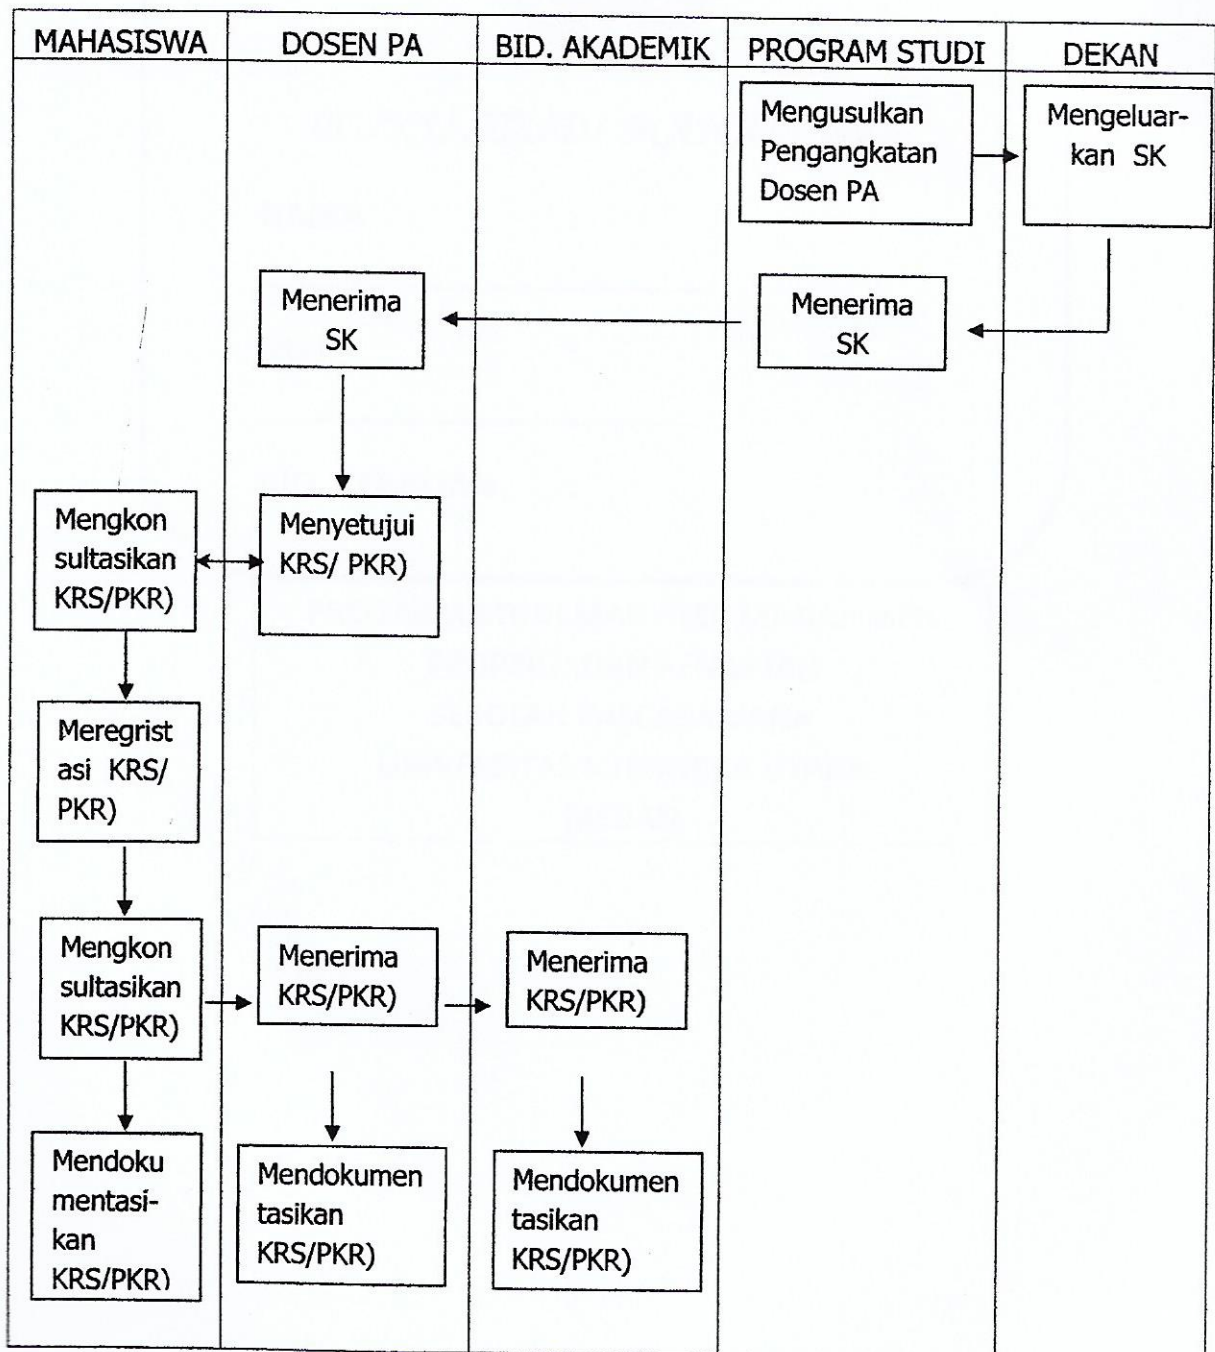 MAHASISWA
DOSEN PA
BID. AKADEMIK
PROGRAM STUDI
DEKAN
Mengusulkan
Pengangkatan
Dosen PA
Mengeluar-
kan SK
Menerima
SK
Menerima
SK
Mengkon
sultasikan
KRS/PKR)
Menyetujui
KRS/ PKR)
Meregrist
asi KRS/
PKR)
Mengkon
sultasikan
KRS/PKR)
Menerima
KRS/PKR)
Menerima
KRS/PKR)
Mendoku
mentasi-
kan
KRS/PKR)
Mendokumen
tasikan
KRS/PKR)
Mendokumen
tasikan
KRS/PKR)